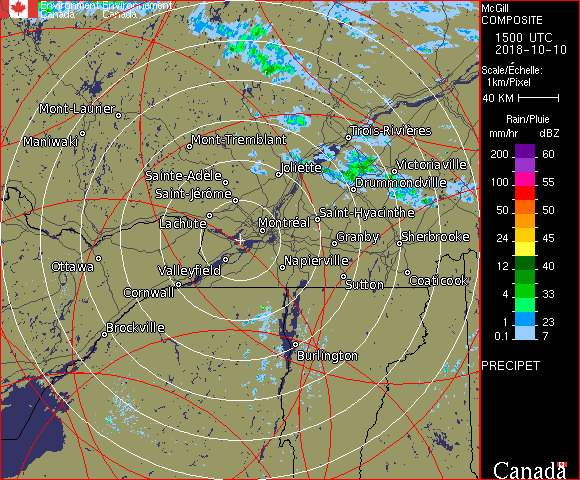 Environment Environnement
Canada Canada
McGill
COMPOSITE
1500 UTC
2018-10-10
Scale/Échelle:
1km/Pixel
40 KM
Rain/Pluie
mm/hr dBZ
200 60
100 55
50 50
24 45
12 40
4 33
1 23
0.1 7
PRECIPET
Canada
Mont-Laurier
Maniwaki
Mont-Tremblant
Trois-Rivières
Joliette
Victoriaville
Sainte-Adèle
Drummondville
Saint-Jérôme
Lachute
Montréal
Saint-Hyacinthe
Granby
Sherbrooke
Ottawa
Valleyfield
Napierville
Cornwall
Sutton
Coaticook
Brockville
Burlington